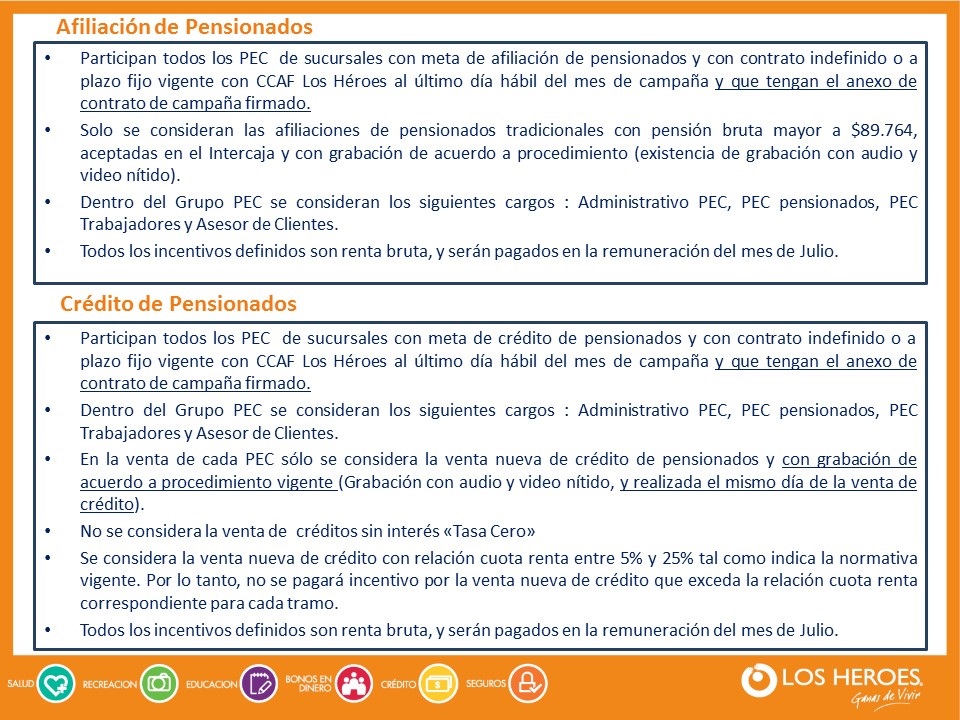 Afiliación de Pensionados
• Participan todos los PEC de sucursales con meta de afiliación de pensionados y con contrato indefinido o a
plazo fijo vigente con CCAF Los Héroes al último día hábil del mes de campaña y que tengan el anexo de
contrato de campaña firmado.
• Solo se consideran las afiliaciones de pensionados tradicionales con pensión bruta mayor a $89.764,
aceptadas en el Intercaja y con grabación de acuerdo a procedimiento (existencia de grabación con audio y
video nítido).
• Dentro del Grupo PEC se consideran los siguientes cargos : Administrativo PEC, PEC pensionados, PEC
Trabajadores y Asesor de Clientes.
• Todos los incentivos definidos son renta bruta, y serán pagados en la remuneración del mes de Julio.
Crédito de Pensionados
• Participan todos los PEC de sucursales con meta de crédito de pensionados y con contrato indefinido o a
plazo fijo vigente con CCAF Los Héroes al último día hábil del mes de campaña y que tengan el anexo de
contrato de campaña firmado.
• Dentro del Grupo PEC se consideran los siguientes cargos : Administrativo PEC, PEC pensionados, PEC
Trabajadores y Asesor de Clientes.
• En la venta de cada PEC sólo se considera la venta nueva de crédito de pensionados y con grabación de
acuerdo a procedimiento vigente (Grabación con audio y video nítido, y realizada el mismo día de la venta de
crédito).
• No se considera la venta de créditos sin interés «Tasa Cero»
• Se considera la venta nueva de crédito con relación cuota renta entre 5% y 25% tal como indica la normativa
vigente. Por lo tanto, no se pagará incentivo por la venta nueva de crédito que exceda la relación cuota renta
correspondiente para cada tramo.
• Todos los incentivos definidos son renta bruta, y serán pagados en la remuneración del mes de Julio.
SALUD
RECREACION
EDUCACION
BONOS EN
DINERO
CRÉDITO
SEGUROS
LOS HEROES.
Ganas de Vivir